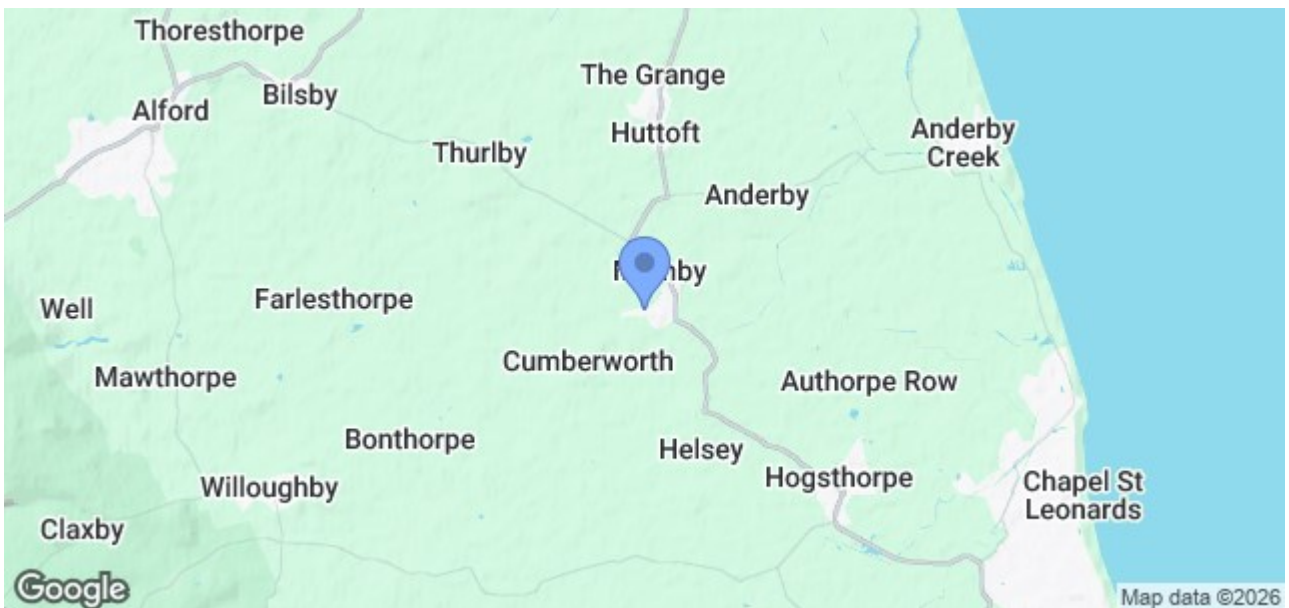 Thoresthorpe
The Grange
Bilsby
Alford
Huttoft
Anderby
Creek
Thurlby
Anderby
Farlesthorpe
Well
Cumberworth
Mawthorpe
Authorpe Row
Bonthorpe
Helsey
Hogsthorpe
Willoughby
Chapel St
Leonards
Claxby
Google
Map data ©2026